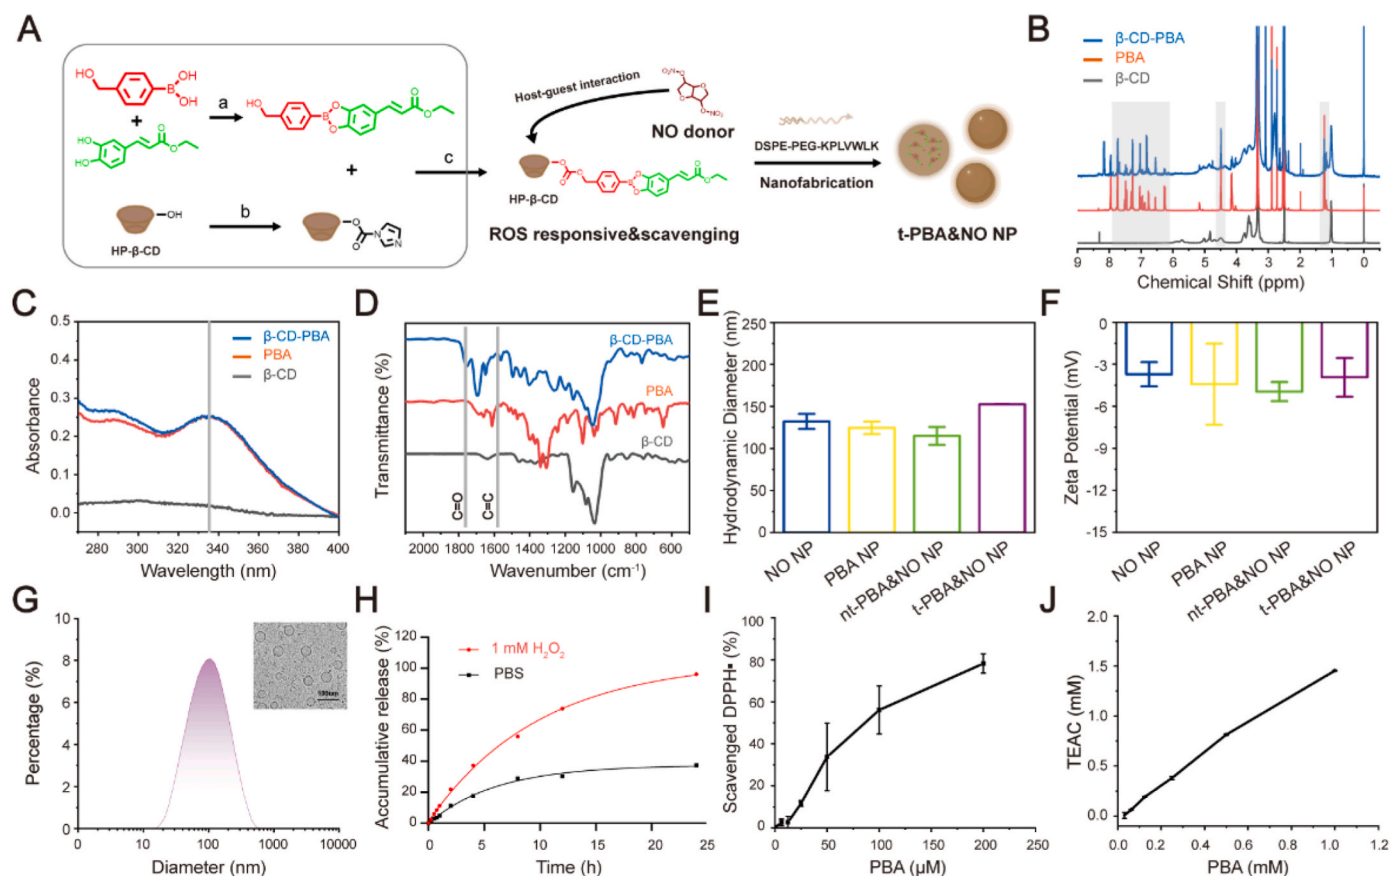 A
HO
OH
B
OH
+
HO
HO
O
O
a
HO
O
B
O
O
O
+
HP-β-CD
OH
b
O
O
N
N
c
Host-guest interaction
O₂NO
O
O
ONO₂
NO donor
HP-β-CD
O
O
O
O
B
O
O
O
ROS responsive&scavenging
DSPE-PEG-KPLVWLK
Nanofabrication
t-PBA&NO NP
B
β-CD-PBA
PBA
β-CD
9 8 7 6 5 4 3 2 1 0
Chemical Shift (ppm)
C
0.5
0.4
0.3
0.2
0.1
0.0
Absorbance
β-CD-PBA
PBA
β-CD
280 300 320 340 360 380 400
Wavelength (nm)
D
Transmittance (%)
β-CD-PBA
PBA
β-CD
C=O
C=C
2000 1800 1600 1400 1200 1000 800 600
Wavenumber (cm⁻¹)
E
Hydrodynamic Diameter (nm)
250
200
150
100
50
0
NO NP
PBA NP
nt-PBA&NO NP
t-PBA&NO NP
F
Zeta Potential (mV)
0
-3
-6
-9
-12
-15
NO NP
PBA NP
nt-PBA&NO NP
t-PBA&NO NP
G
Percentage (%)
10
8
6
4
2
0
100nm
0 10 100 1000 10000
Diameter (nm)
H
Accumulative release (%)
120
100
80
60
40
20
0
1 mM H₂O₂
PBS
0 5 10 15 20 25
Time (h)
I
Scavenged DPPH• (%)
100
80
60
40
20
0
0 50 100 150 200 250
PBA (μM)
J
TEAC (mM)
2.0
1.5
1.0
0.5
0.0
0.0 0.2 0.4 0.6 0.8 1.0 1.2
PBA (mM)